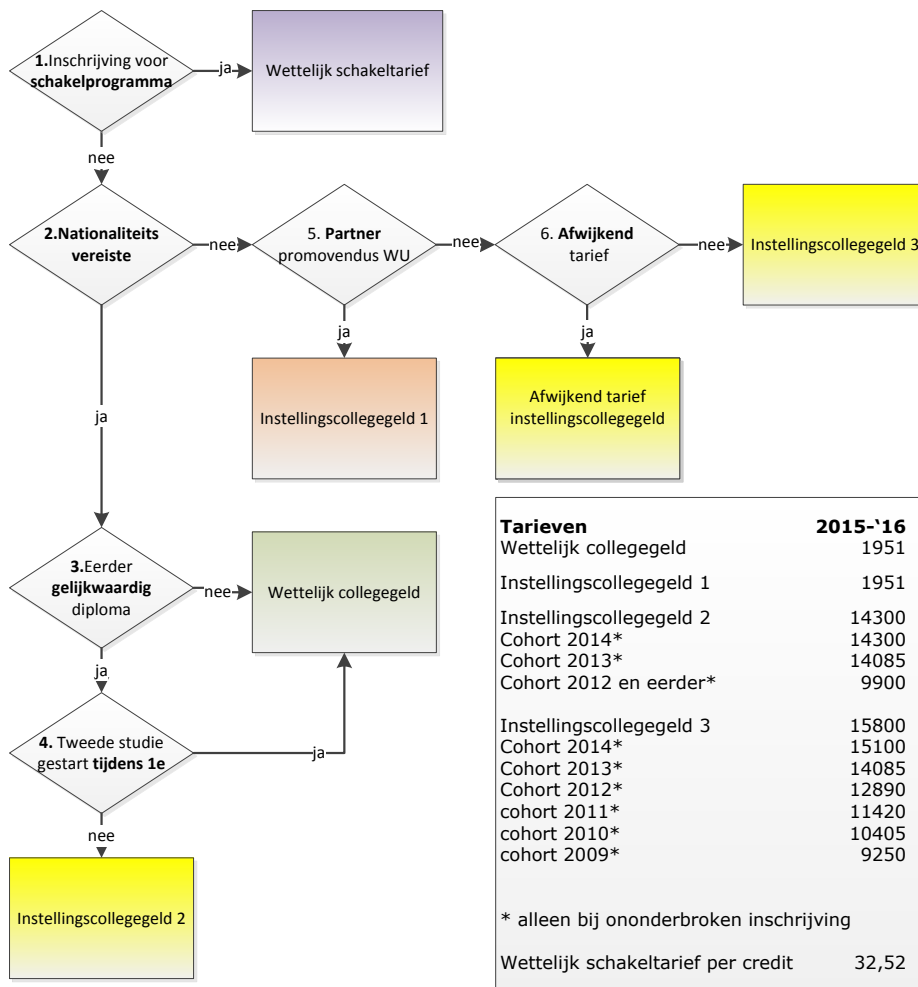 1.Inschrijving voor
schakelprogramma
ja
Wettelijk schakeltarief
nee
2.Nationaliteits
vereiste
nee
5. Partner
promovendus WU
nee
6. Afwijkend
tarief
nee
Instellingscollegegeld 3
ja
ja
ja
Instellingscollegegeld 1
Afwijkend tarief
instellingscollegegeld
3.Eerder
gelijkwaardig
diploma
nee
Wettelijk collegegeld
ja
4. Tweede studie
gestart tijdens 1e
ja
nee
Instellingscollegegeld 2
Tarieven 2015-‘16
Wettelijk collegegeld 1951
Instellingscollegegeld 1 1951
Instellingscollegegeld 2 14300
Cohort 2014* 14300
Cohort 2013* 14085
Cohort 2012 en eerder* 9900
Instellingscollegegeld 3 15800
Cohort 2014* 15100
Cohort 2013* 14085
Cohort 2012* 12890
cohort 2011* 11420
cohort 2010* 10405
cohort 2009* 9250
* alleen bij ononderbroken inschrijving
Wettelijk schakeltarief per credit 32,52